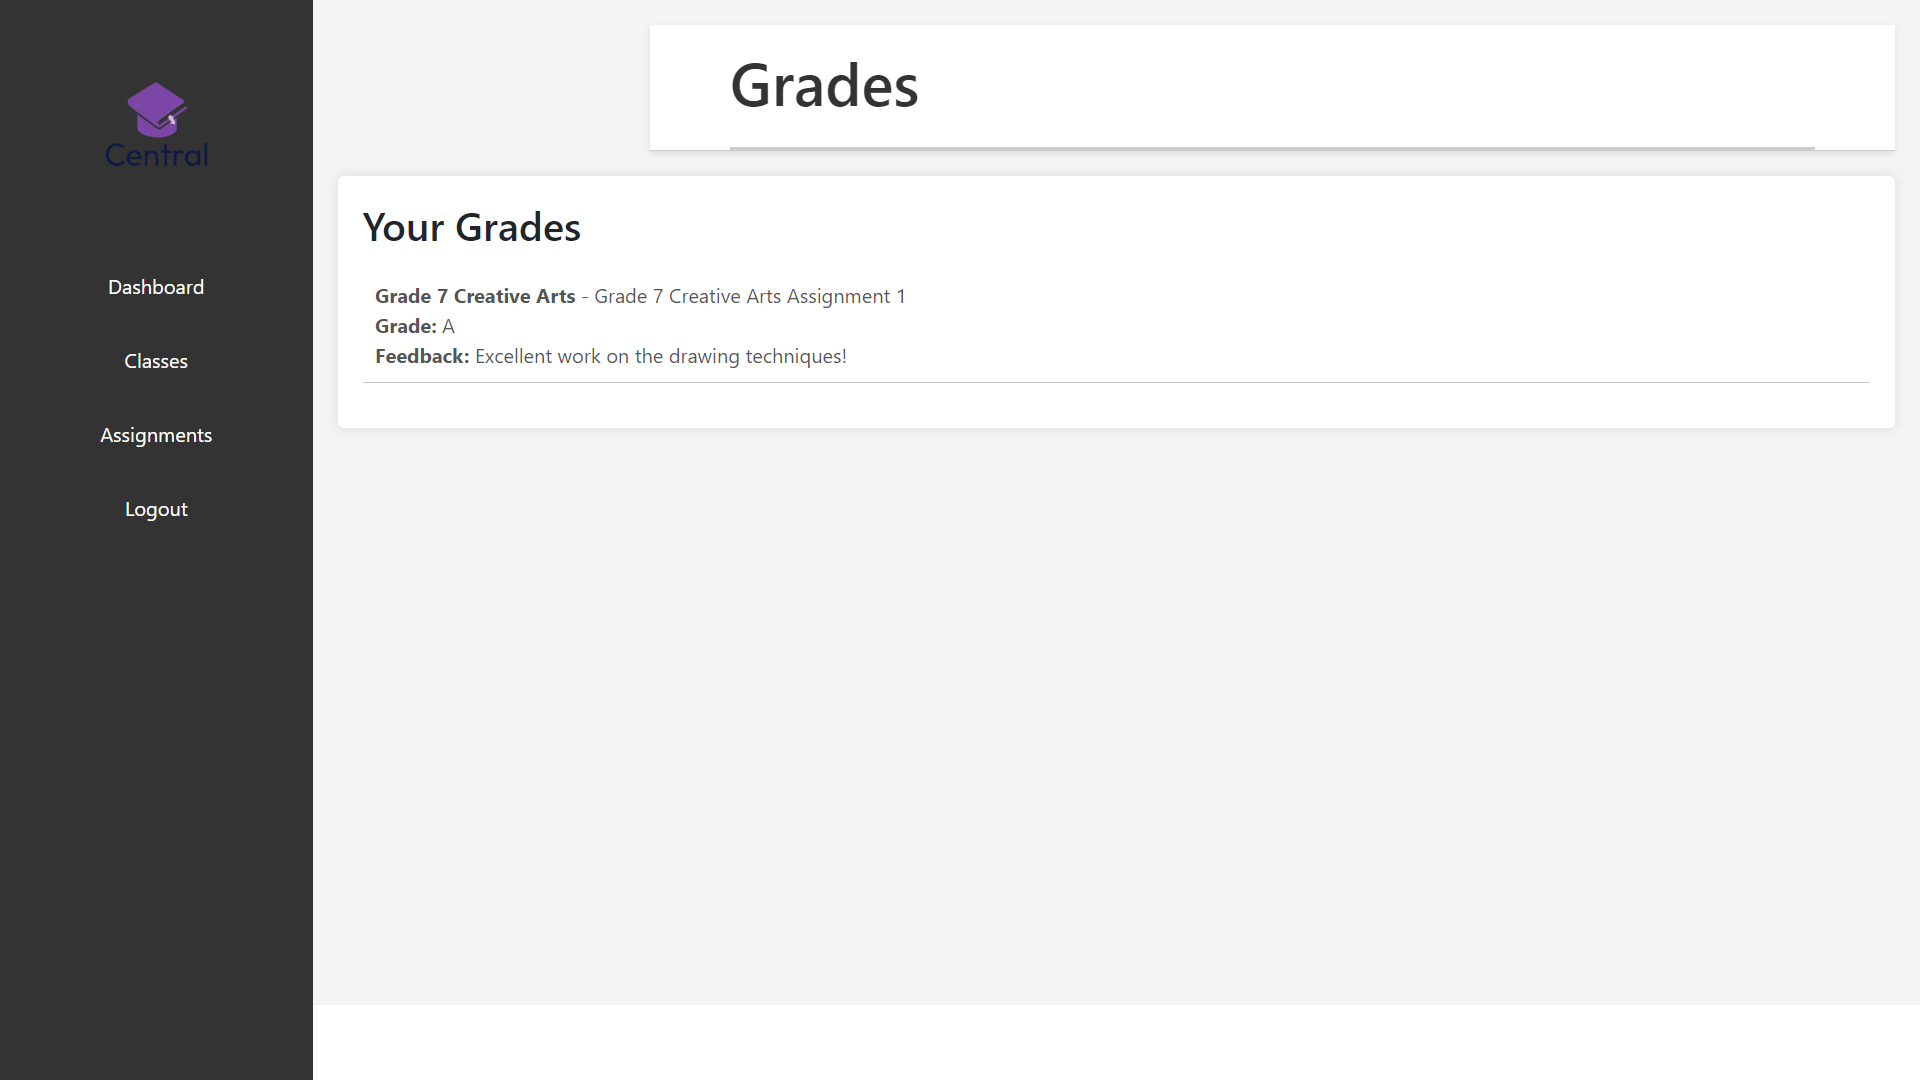 Central
Dashboard
Classes
Assignments
Logout
Grades
Your Grades
Grade 7 Creative Arts - Grade 7 Creative Arts Assignment 1
Grade: A
Feedback: Excellent work on the drawing techniques!